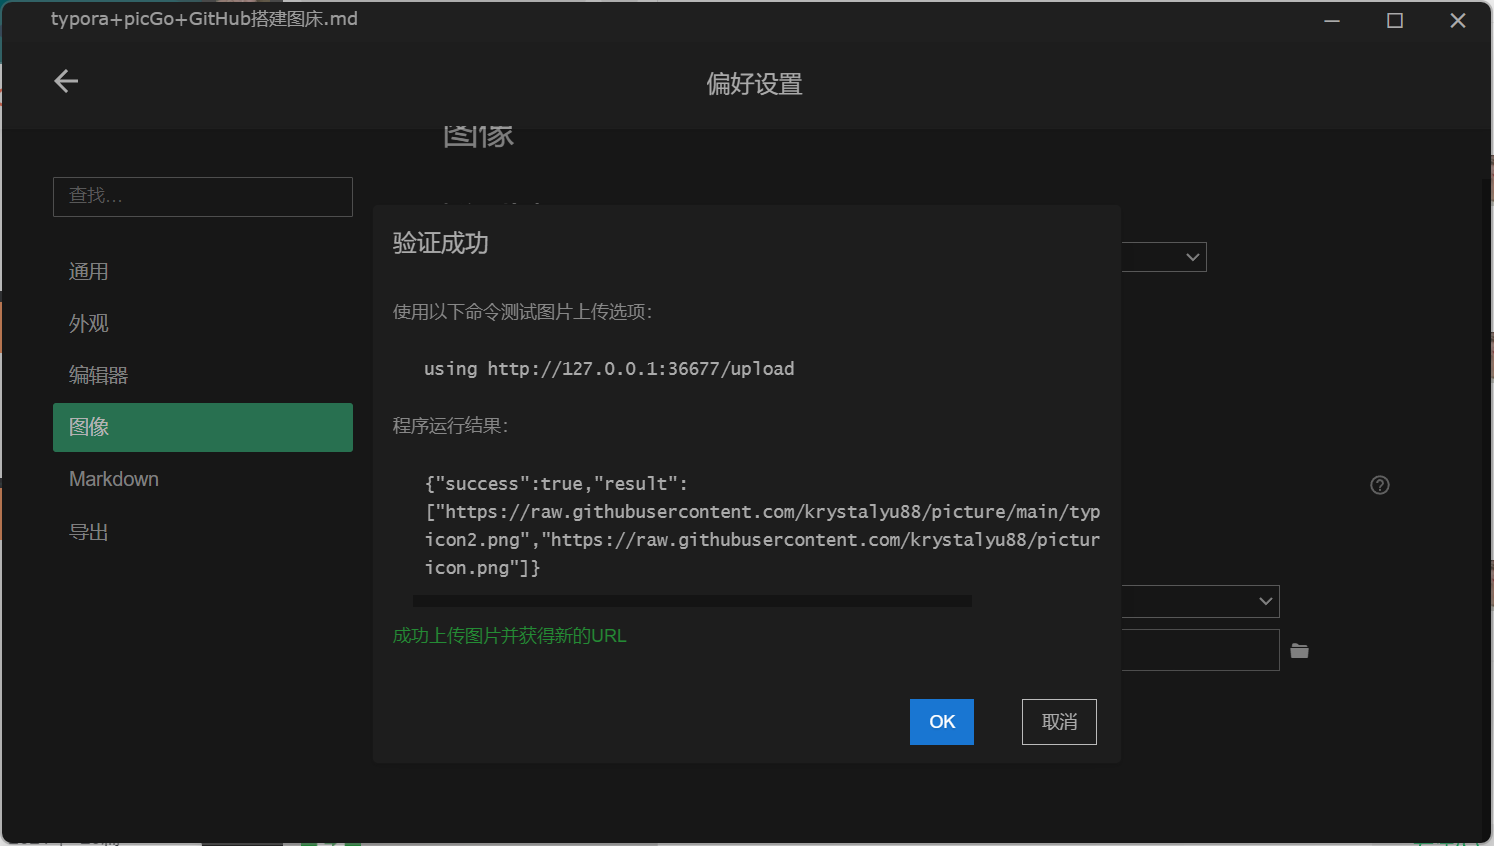 typora+picGo+GitHub搭建图床.md
偏好设置
图像
查找...
通用
外观
编辑器
图像
Markdown
导出
验证成功
使用以下命令测试图片上传选项：
using http://127.0.0.1:36677/upload
程序运行结果：
{"success":true,"result":
["https://raw.githubusercontent.com/krystalyu88/picture/main/typ
icon2.png","https://raw.githubusercontent.com/krystalyu88/pictur
icon.png"]}
成功上传图片并获得新的URL
OK
取消